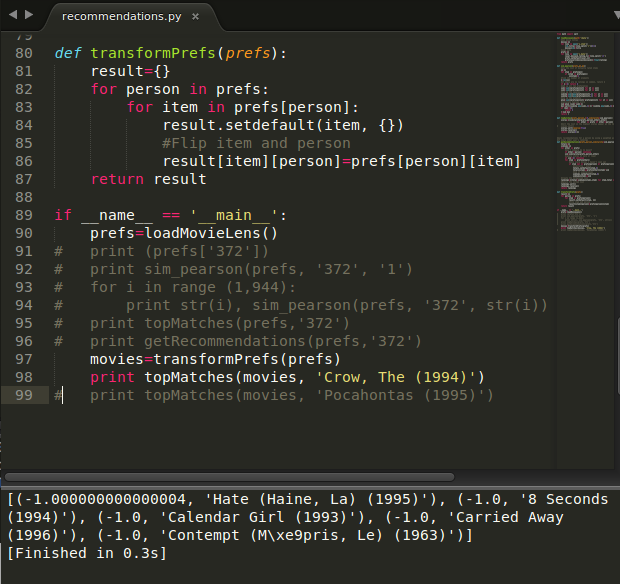 recommendations.py ×
80 def transformPrefs(prefs):
81     result={}
82     for person in prefs:
83         for item in prefs[person]:
84             result.setdefault(item, {})
85             #Flip item and person
86             result[item][person]=prefs[person][item]
87     return result
88
89 if __name__ == '__main__':
90     prefs=loadMovieLens()
91 #   print (prefs['372'])
92 #   print sim_pearson(prefs, '372', '1')
93 #   for i in range (1,944):
94 #       print str(i), sim_pearson(prefs, '372', str(i))
95 #   print topMatches(prefs,'372')
96 #   print getRecommendations(prefs,'372')
97     movies=transformPrefs(prefs)
98     print topMatches(movies, 'Crow, The (1994)')
99 #   print topMatches(movies, 'Pocahontas (1995)')
[(-1.000000000000004, 'Hate (Haine, La) (1995)'), (-1.0, '8 Seconds
(1994)'), (-1.0, 'Calendar Girl (1993)'), (-1.0, 'Carried Away
(1996)'), (-1.0, 'Contempt (M\xe9pris, Le) (1963)')]
[Finished in 0.3s]